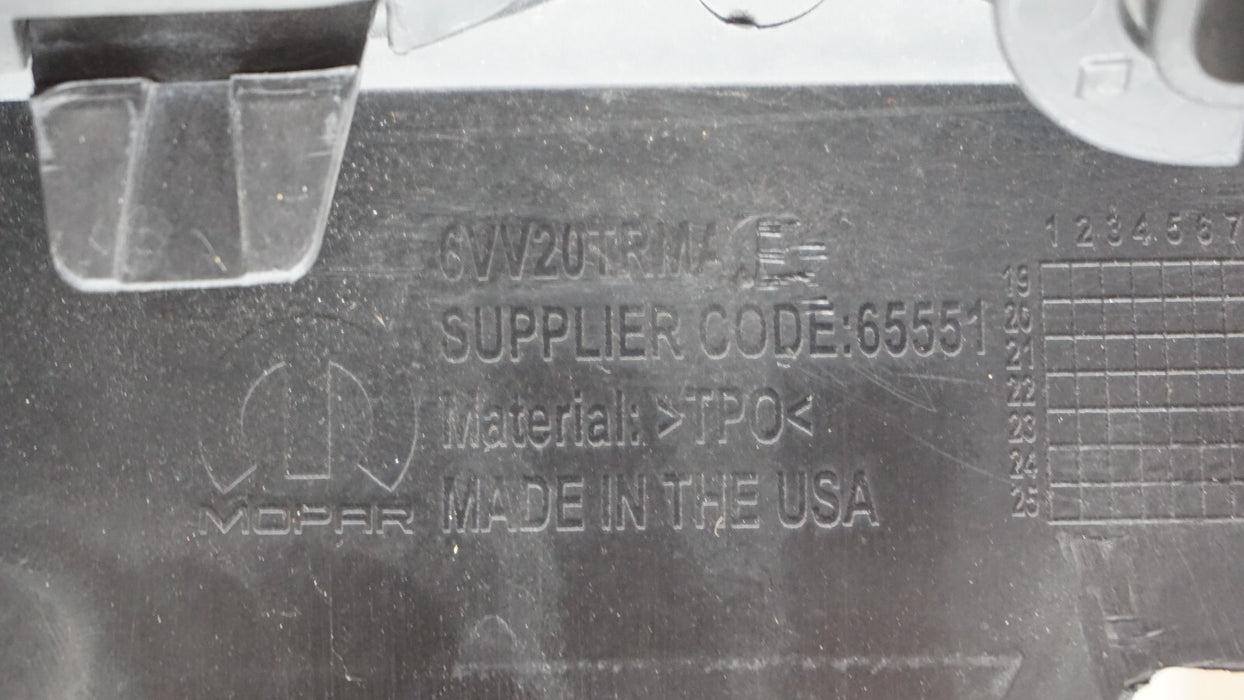 6VV20TRMA
SUPPLIER CODE:65551
Material: >TPO<
MADE IN THE USA
MOPAR
1 2 3 4 5 6 7
19
20
21
22
23
24
25